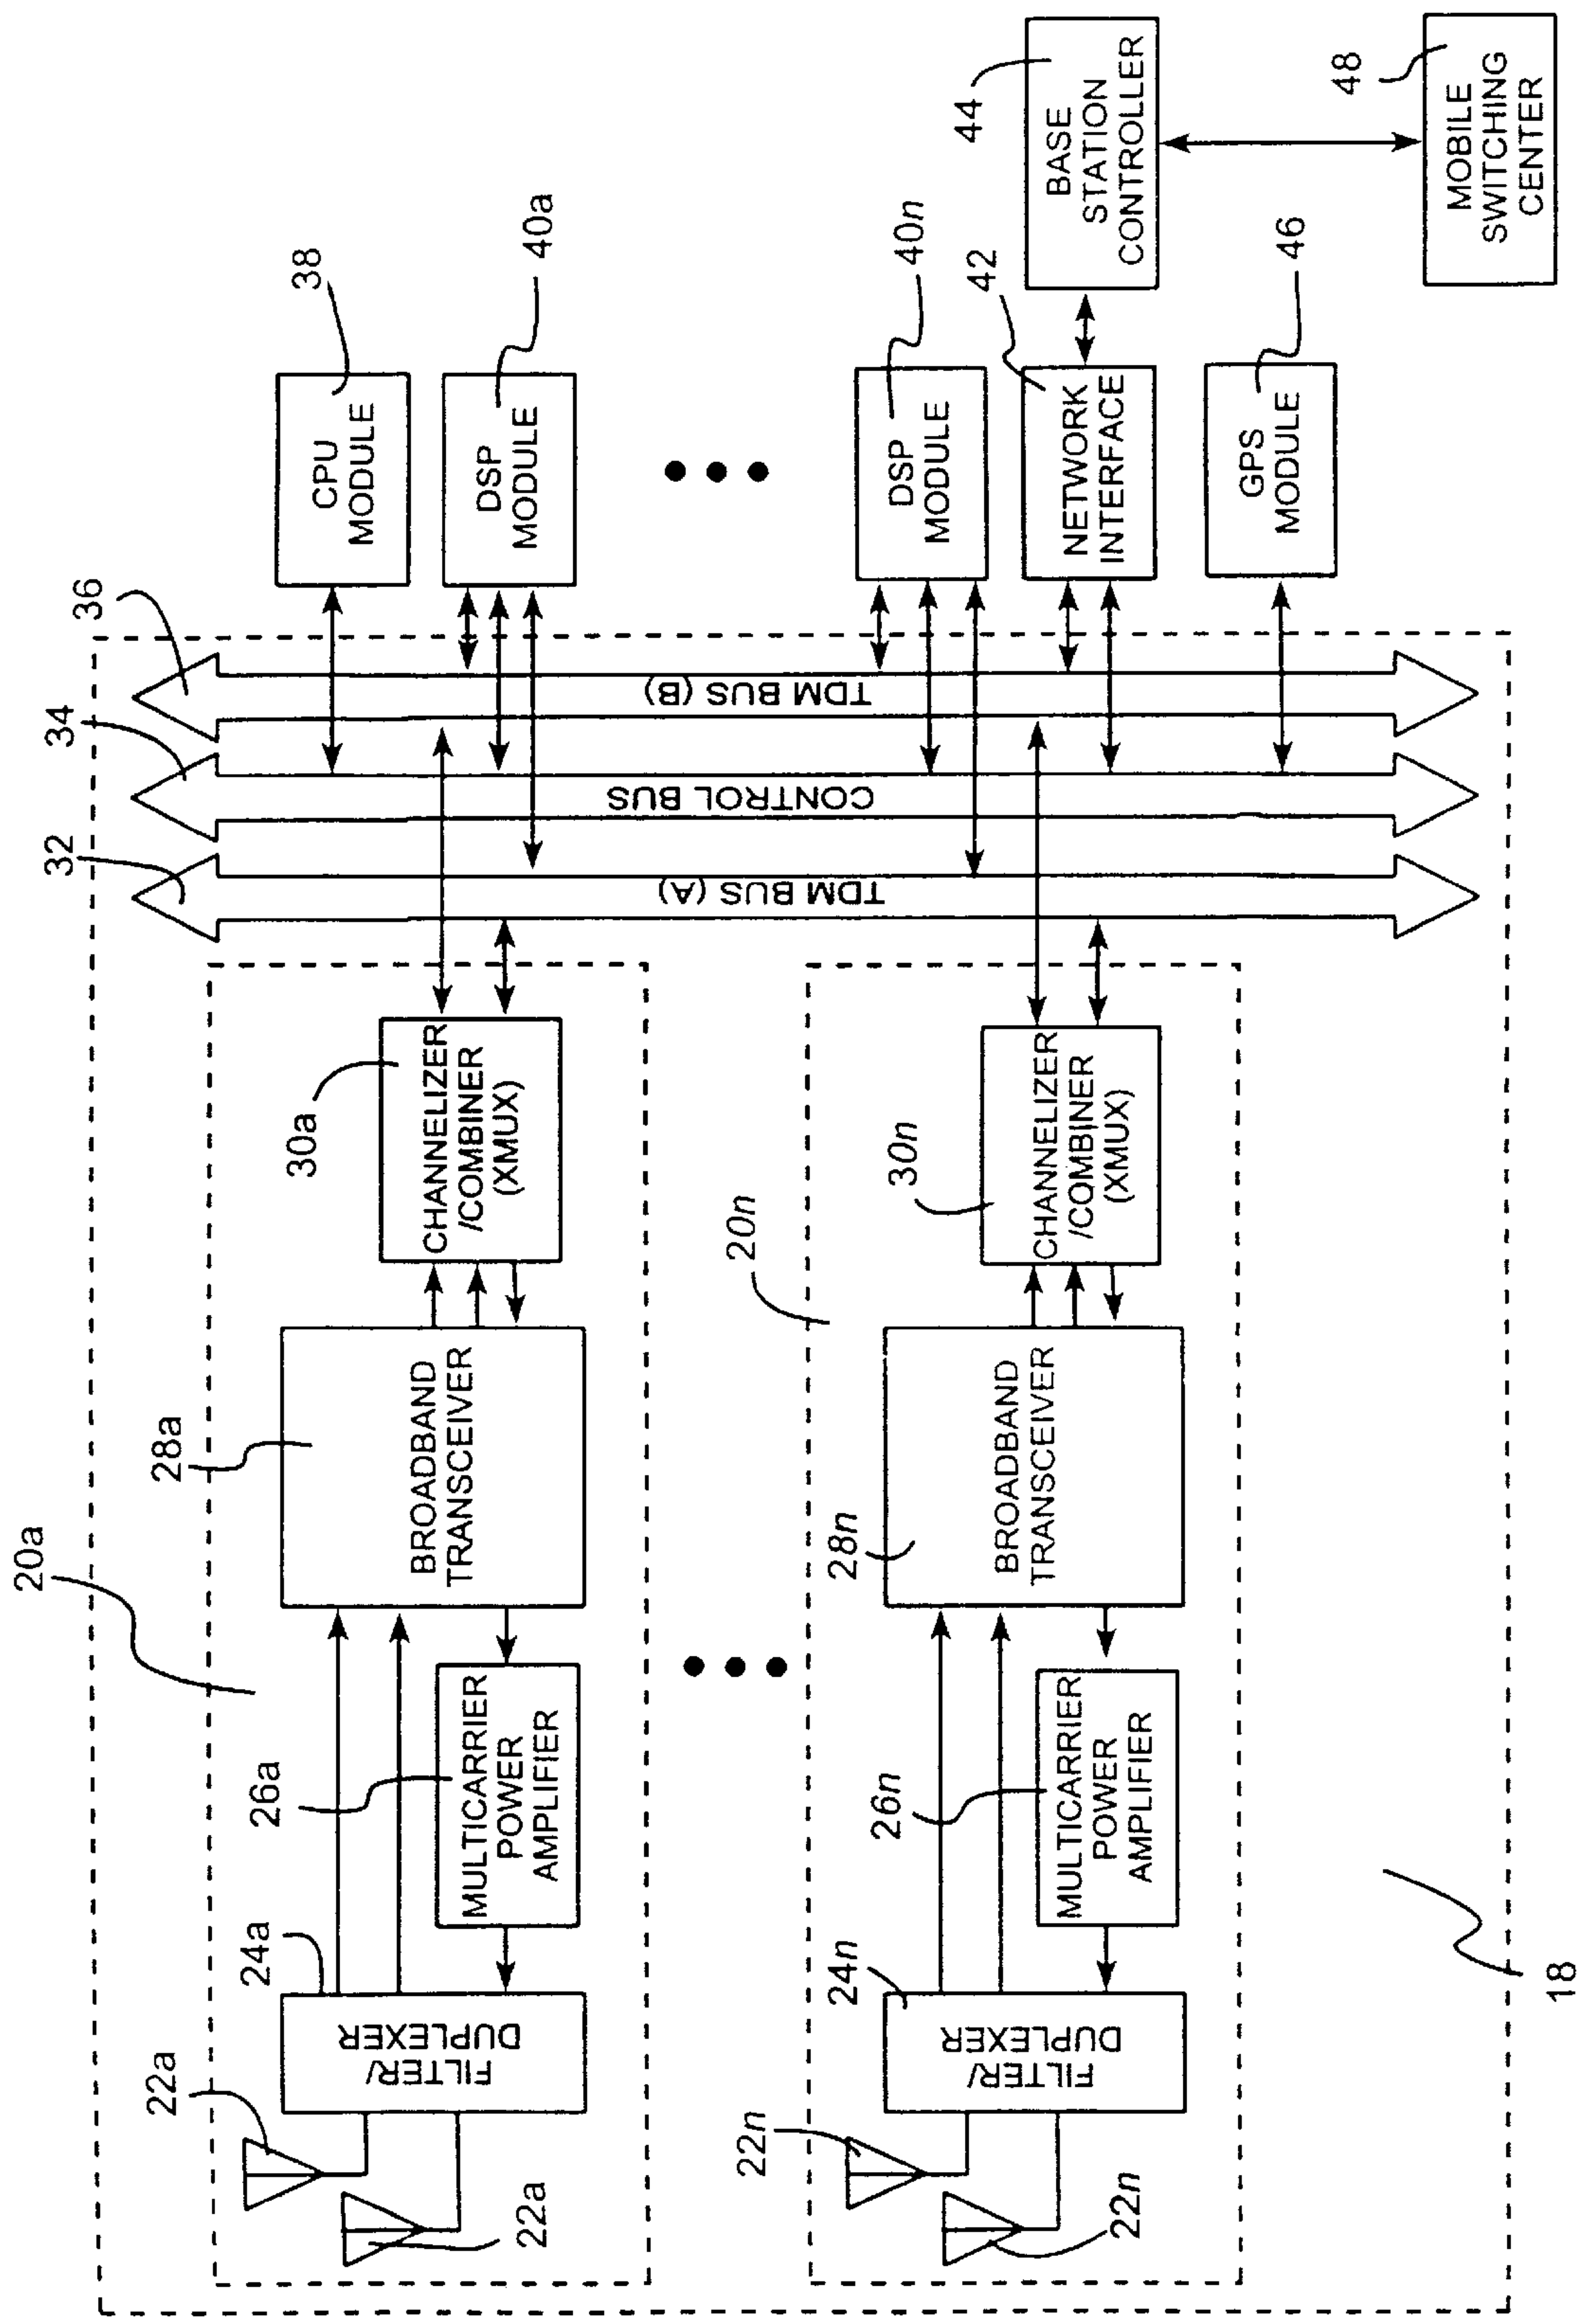 20a
22a
22a
24a
FILTER/
DUPLEXER
26a
MULTICARRIER
POWER
AMPLIFIER
28a
BROADBAND
TRANSCEIVER
30a
CHANNELIZER
/COMBINER
(XMUX)
32
TDM BUS (A)
34
CONTROL BUS
36
TDM BUS (B)
38
CPU
MODULE
40a
DSP
MODULE
20n
22n
22n
24n
FILTER/
DUPLEXER
26n
MULTICARRIER
POWER
AMPLIFIER
28n
BROADBAND
TRANSCEIVER
30n
CHANNELIZER
/COMBINER
(XMUX)
40n
DSP
MODULE
42
NETWORK
INTERFACE
44
BASE
STATION
CONTROLLER
46
GPS
MODULE
48
MOBILE
SWITCHING
CENTER
18